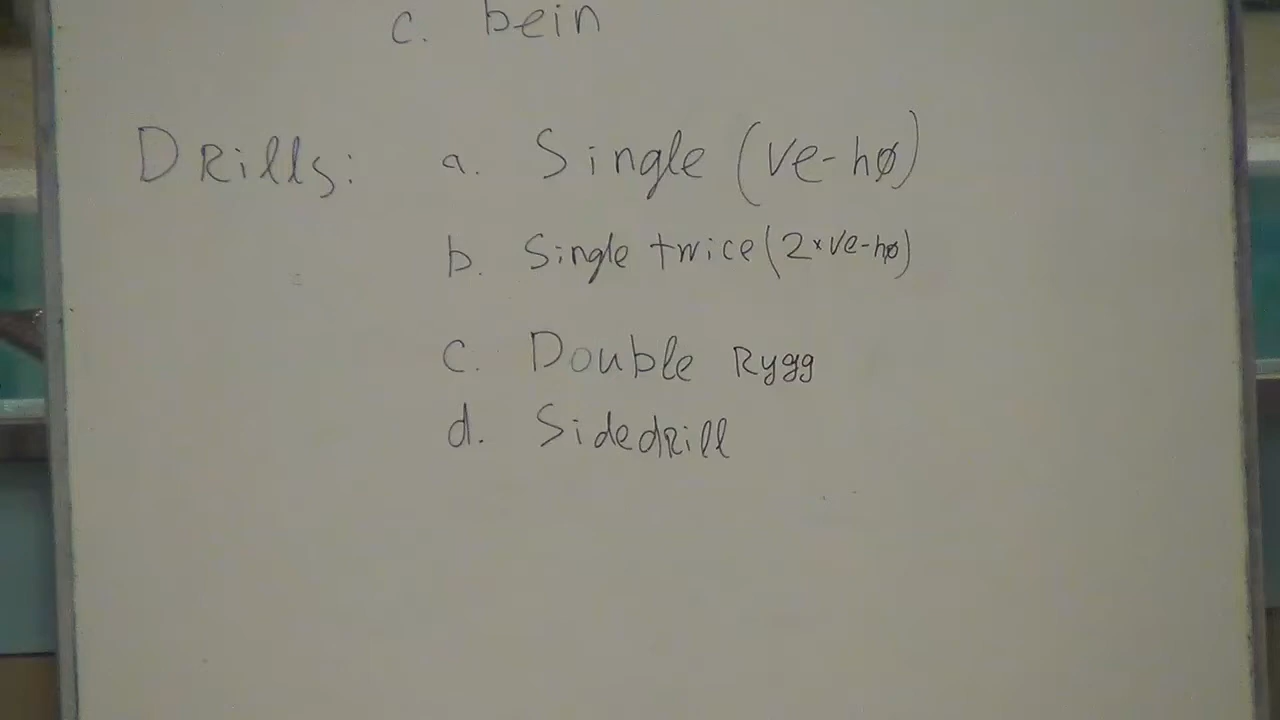 c. bein
Drills: a. Single (ve-hø)
b. Single twice (2×ve-hø)
c. Double Rygg
d. Sidedrill